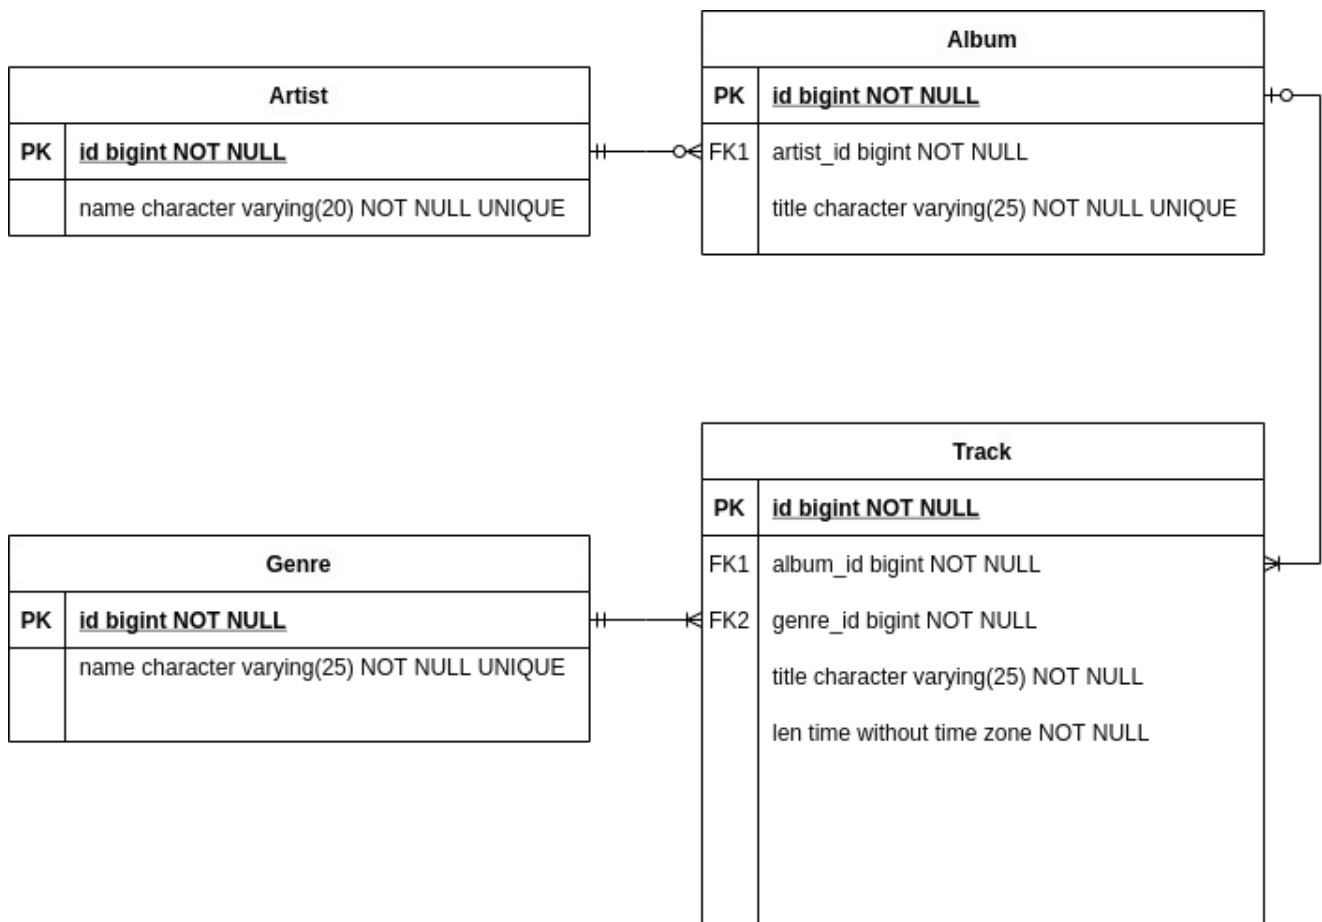 Artist
PK id bigint NOT NULL
name character varying(20) NOT NULL UNIQUE
Album
PK id bigint NOT NULL
FK1 artist_id bigint NOT NULL
title character varying(25) NOT NULL UNIQUE
Genre
PK id bigint NOT NULL
name character varying(25) NOT NULL UNIQUE
Track
PK id bigint NOT NULL
FK1 album_id bigint NOT NULL
FK2 genre_id bigint NOT NULL
title character varying(25) NOT NULL
len time without time zone NOT NULL